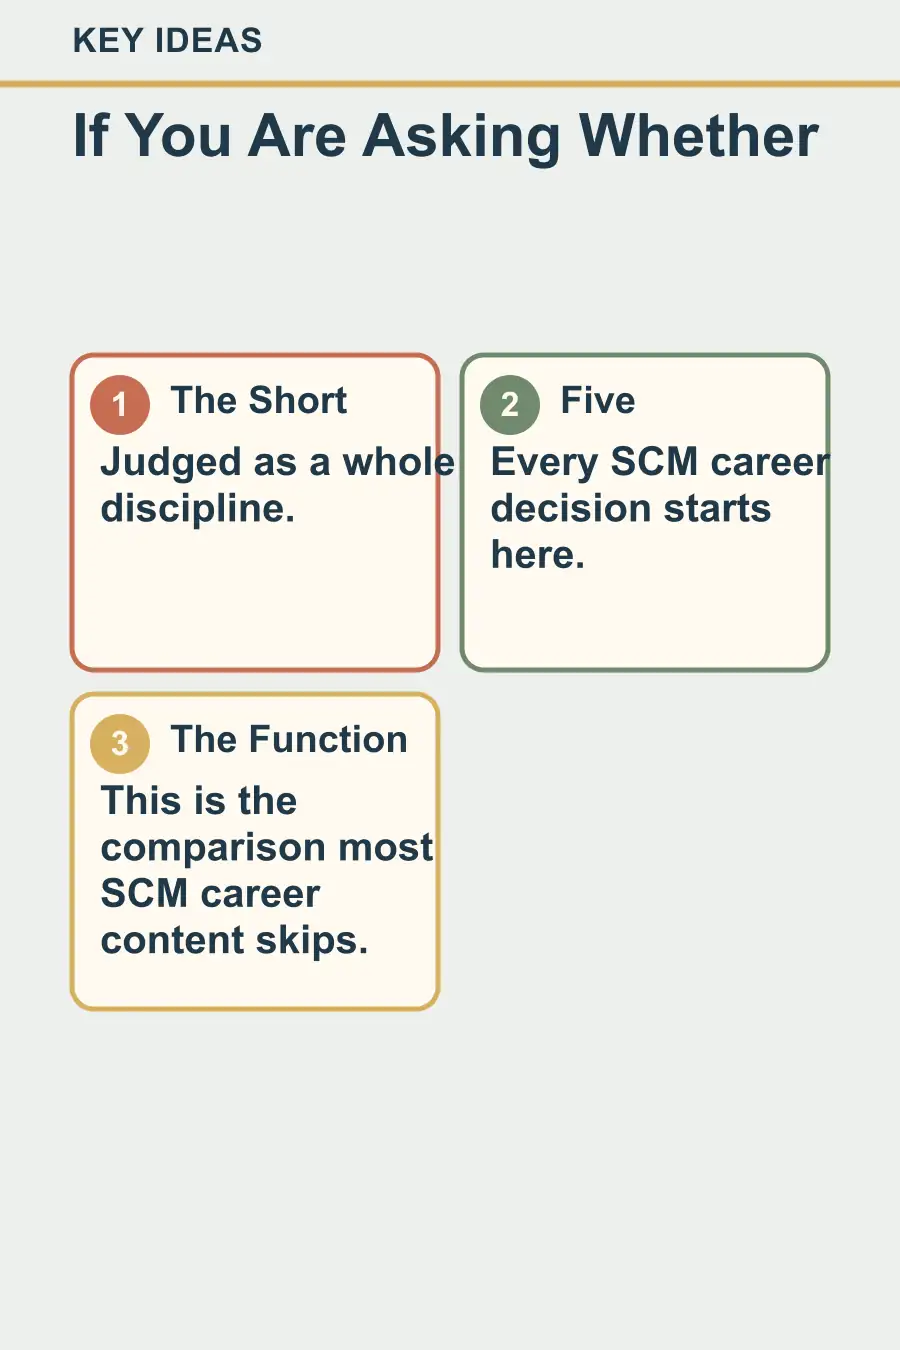 KEY IDEAS
If You Are Asking Whether
1
The Short
Judged as a whole
discipline.
2
Five
Every SCM career
decision starts
here.
3
The Function
This is the
comparison most
SCM career
content skips.